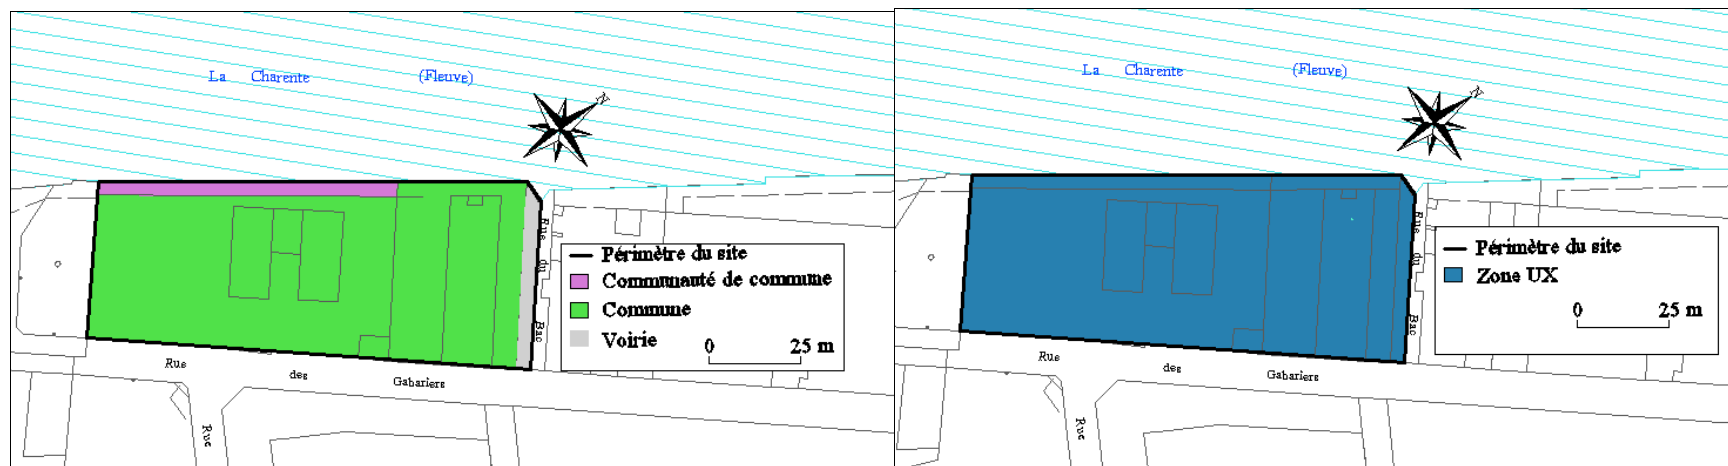 La Charente (Fleuve)
N
Rue du Bac
Périmètre du site
Communauté de commune
Commune
Voirie
0 25 m
Rue des Gabariers
Rue
La Charente (Fleuve)
N
Rue du Bac
Périmètre du site
Zone UX
0 25 m
Rue des Gabariers
Rue